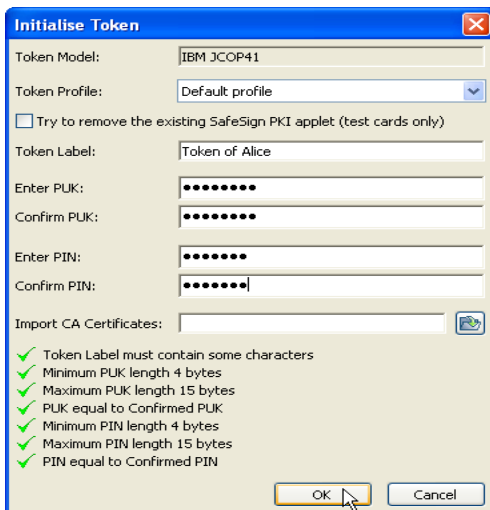 Initialise Token
Token Model: IBM JCOP41
Token Profile: Default profile
Try to remove the existing SafeSign PKI applet (test cards only)
Token Label: Token of Alice
Enter PUK: ●●●●●●●●
Confirm PUK: ●●●●●●●●
Enter PIN: ●●●●●●●
Confirm PIN: ●●●●●●●
Import CA Certificates:
Token Label must contain some characters
Minimum PUK length 4 bytes
Maximum PUK length 15 bytes
PUK equal to Confirmed PUK
Minimum PIN length 4 bytes
Maximum PIN length 15 bytes
PIN equal to Confirmed PIN
OK Cancel